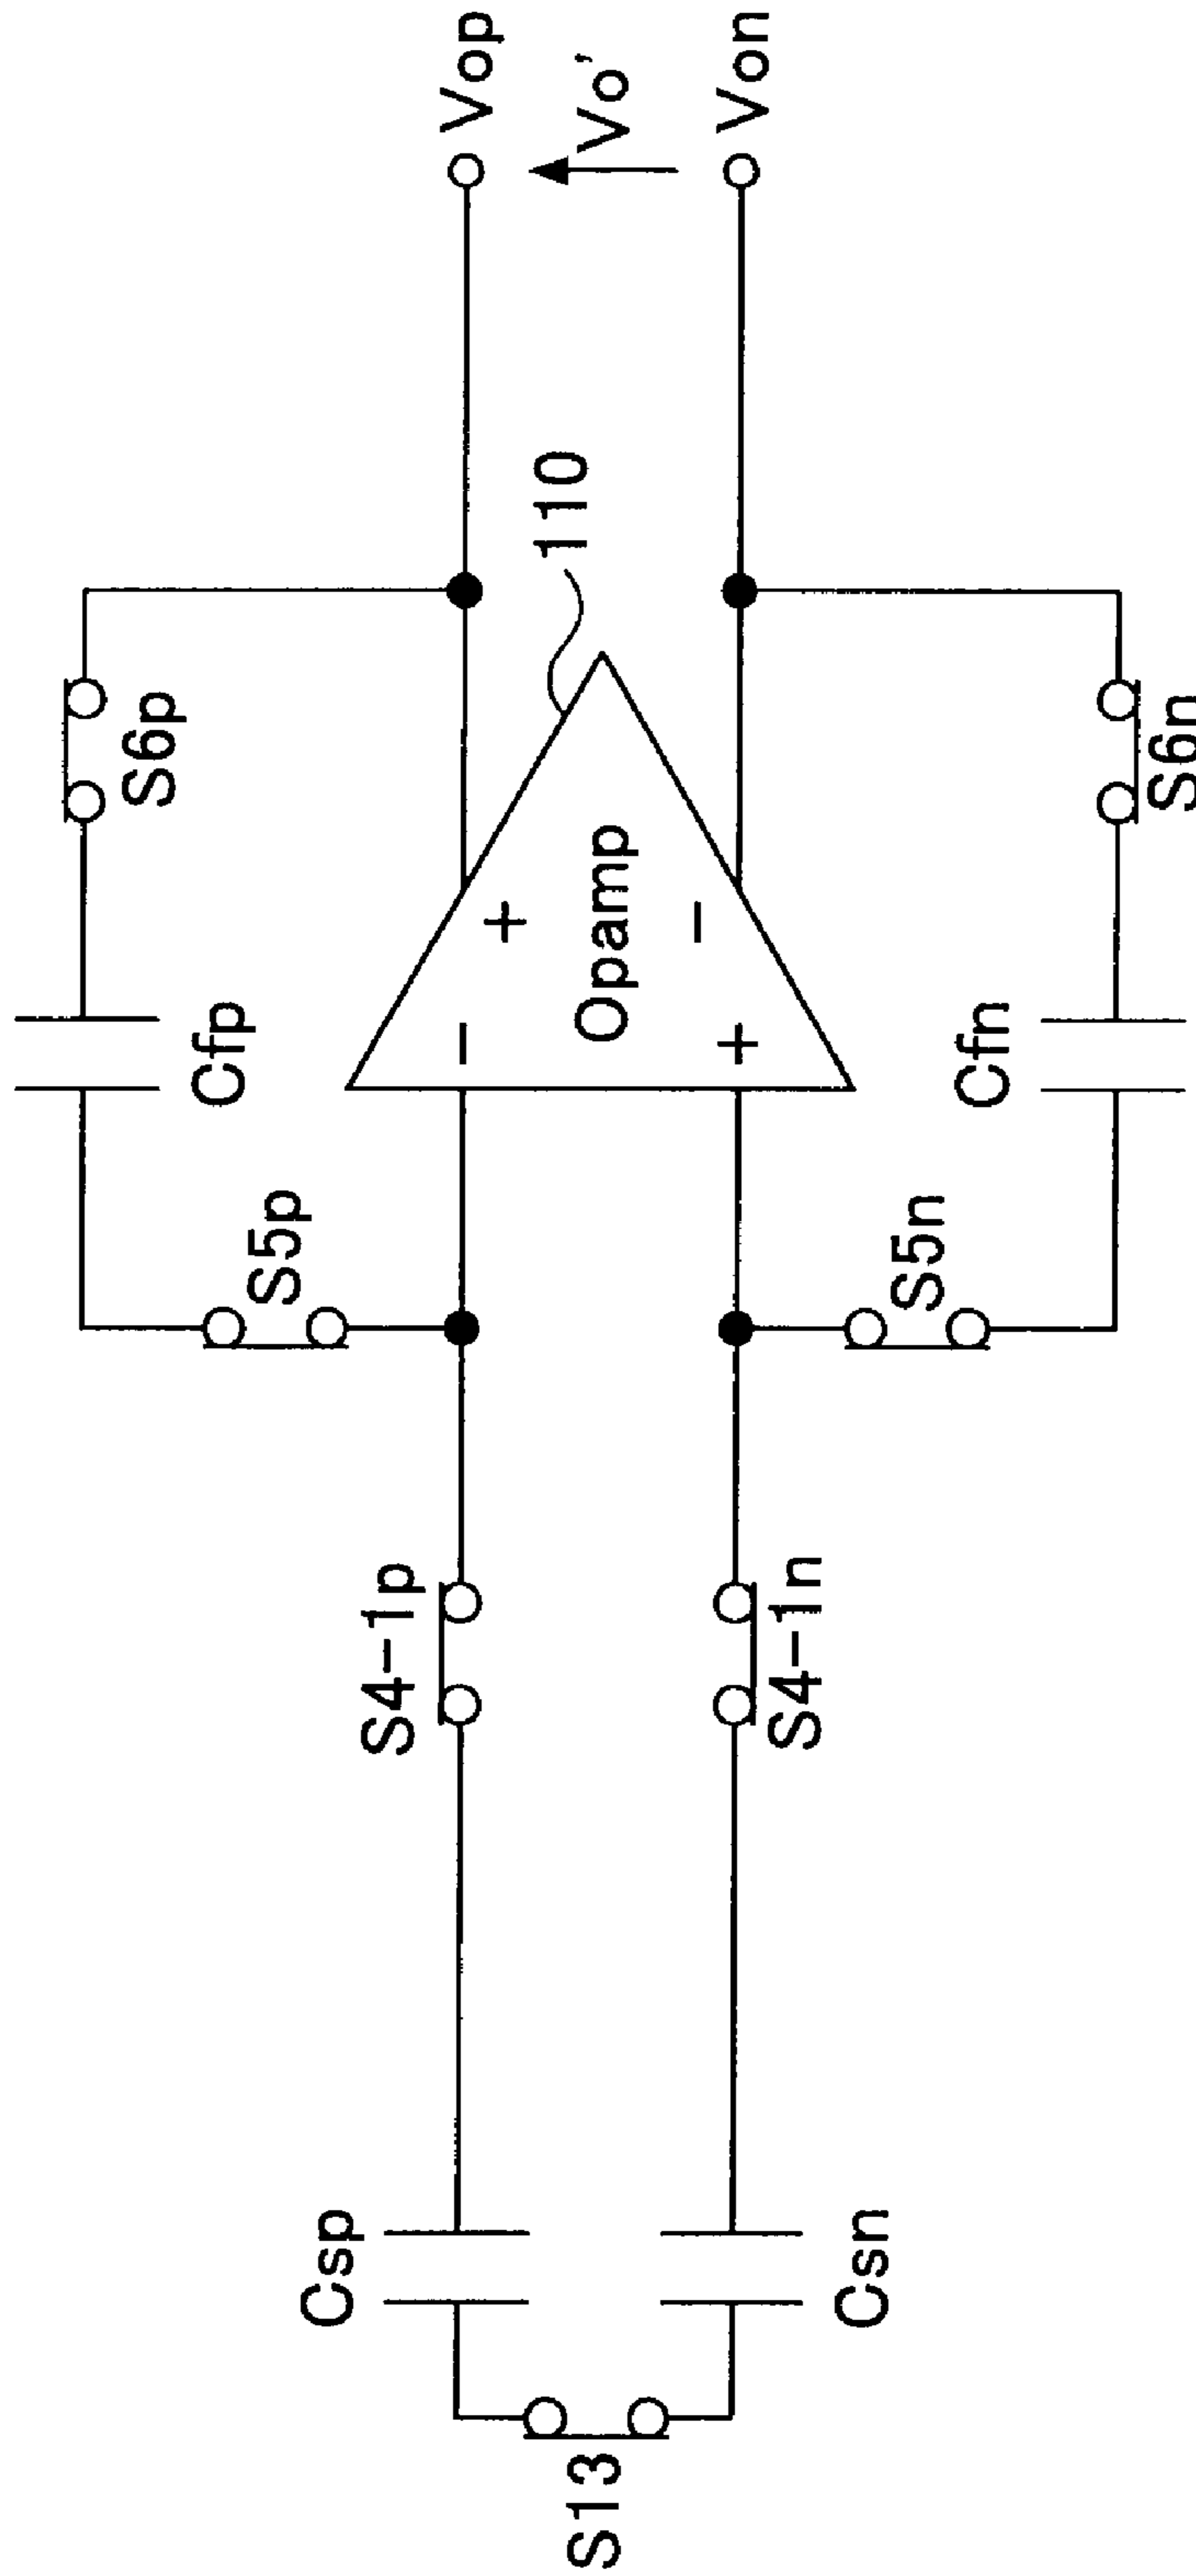 Cfp
S6p
S5p
Vop
Vo'
Von
110
S4-1p
Csp
−
+
Opamp
+
−
S13
Csn
S4-1n
S5n
Cfn
S6n